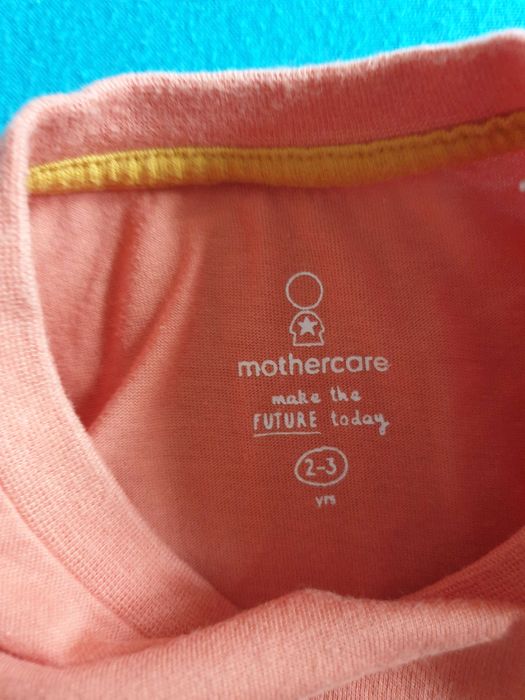 mothercare
make the
FUTURE today
2-3
yrs